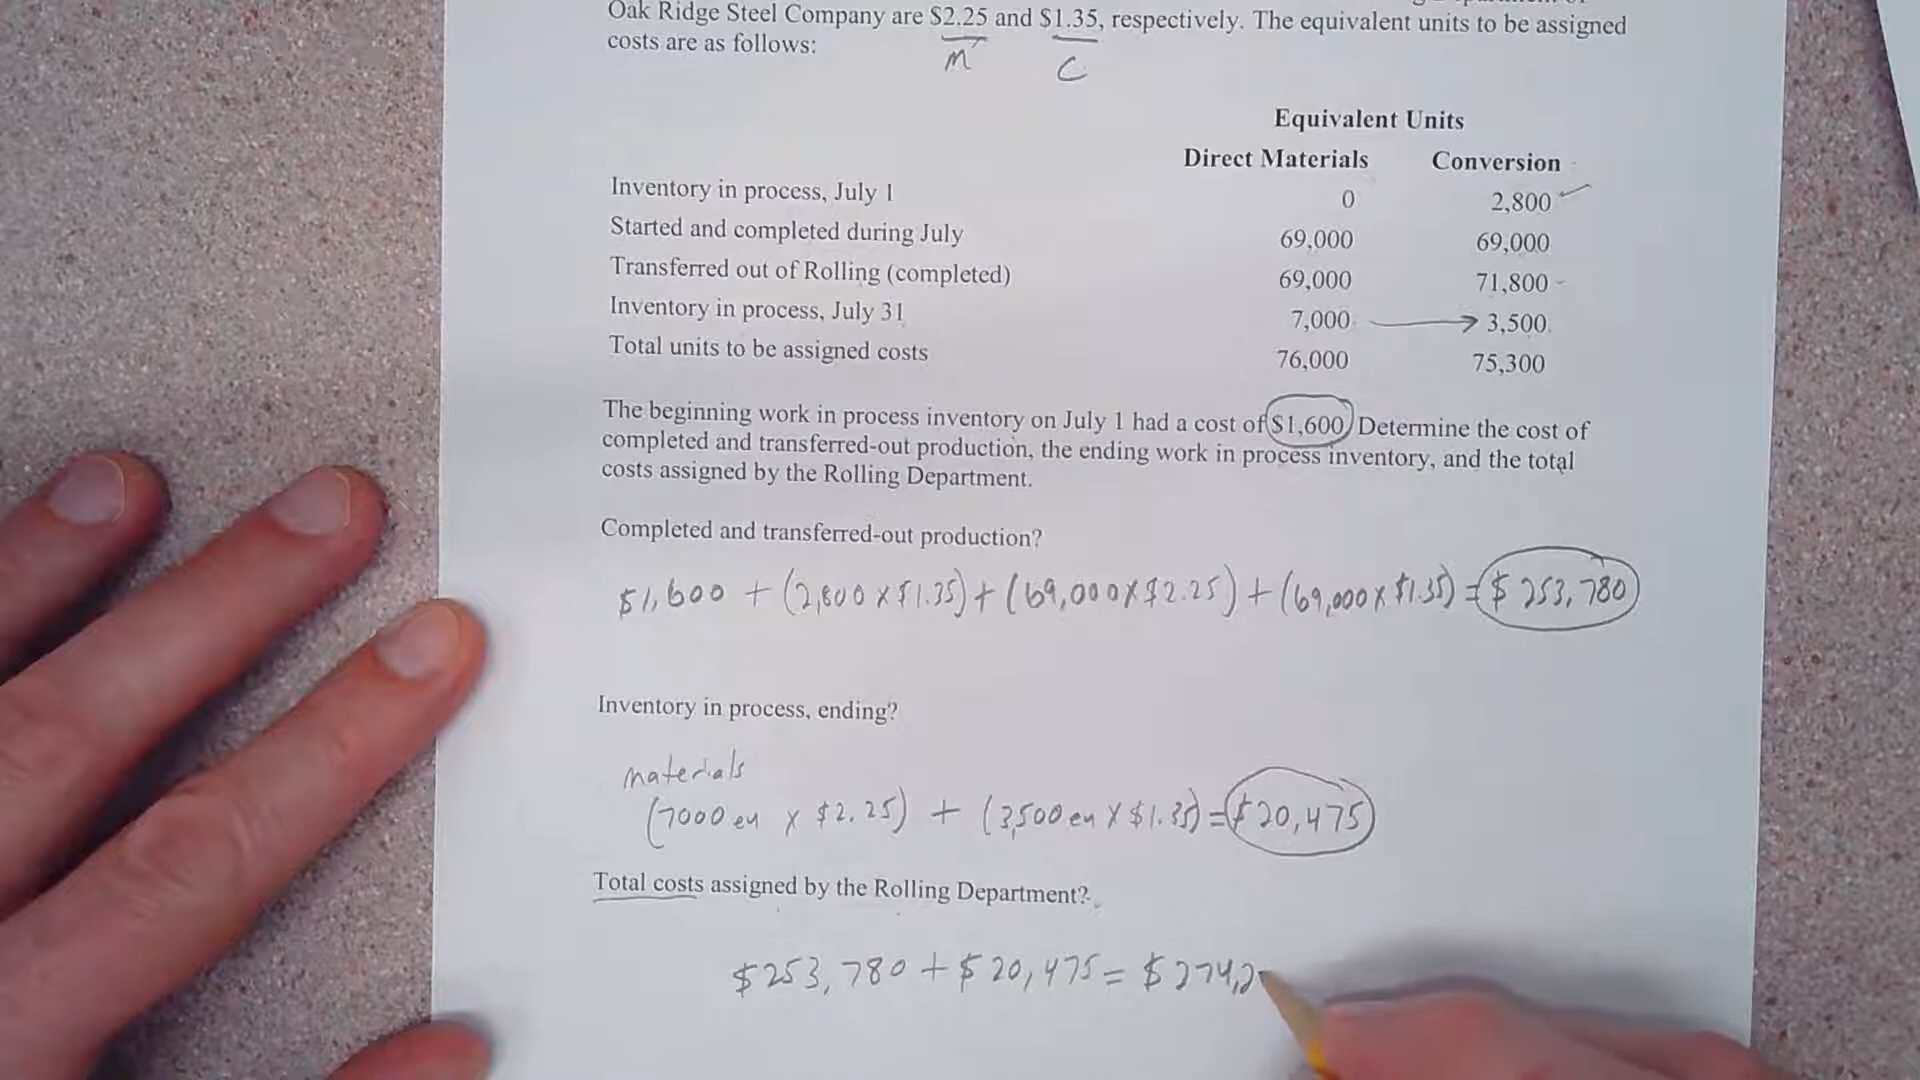 Oak Ridge Steel Company are $2.25 and $1.35, respectively. The equivalent units to be assigned
costs are as follows:
M C
Equivalent Units
Direct Materials Conversion
Inventory in process, July 1 0 2,800
Started and completed during July 69,000 69,000
Transferred out of Rolling (completed) 69,000 71,800
Inventory in process, July 31 7,000 → 3,500
Total units to be assigned costs 76,000 75,300
The beginning work in process inventory on July 1 had a cost of $1,600. Determine the cost of
completed and transferred-out production, the ending work in process inventory, and the total
costs assigned by the Rolling Department.
Completed and transferred-out production?
$1,600 + (2,800 x $1.35) + (69,000 x $2.25) + (69,000 x $1.35) = $253,780
Inventory in process, ending?
materials
(7000 eu x $2.25) + (3,500 eu x $1.35) = $20,475
Total costs assigned by the Rolling Department?
$253,780 + $20,475 = $274,2